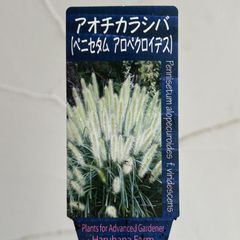 アオチカラシバ
(ペニセダム アロペクロイデス)
Pennisetum alopecuroides f. viridescens
Plants for Advanced Gardener
Haruhana Farm